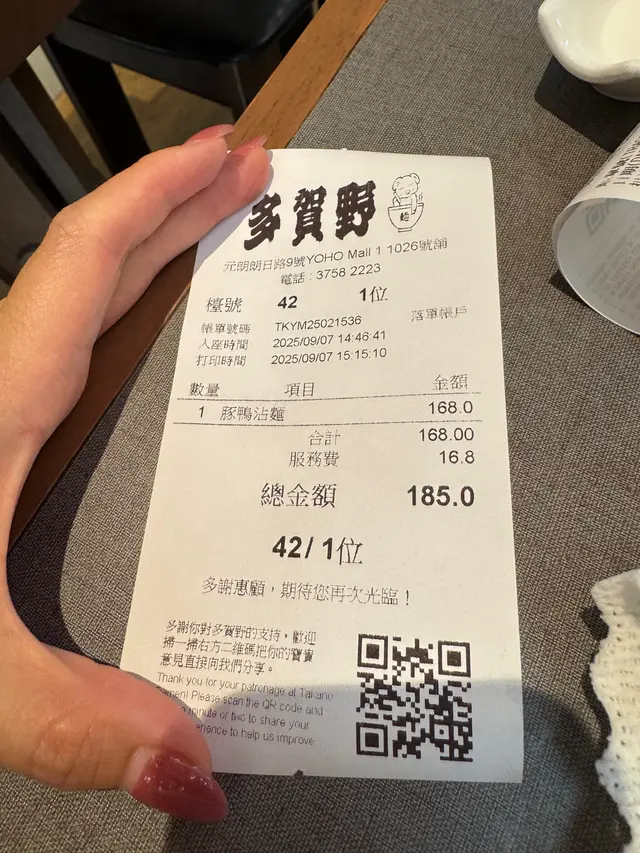 多賀野
麵
元朗朗日路9號YOHO Mall 1 1026號舖
電話 : 3758 2223
檯號 42 1位
帳單號碼 TKYM25021536 落單帳戶
入座時間 2025/09/07 14:46:41
打印時間 2025/09/07 15:15:10
數量 項目 金額
1 豚鴨沾麵 168.0
合計 168.00
服務費 16.8
總金額 185.0
42/ 1位
多謝惠顧，期待您再次光臨！
多謝你對多賀野的支持，歡迎
掃一掃右方二維碼把你的寶貴
意見直接向我們分享。
Thank you for your patronage at Takano
Ramen! Please scan the QR code and
minute or two to share your
to help us improve